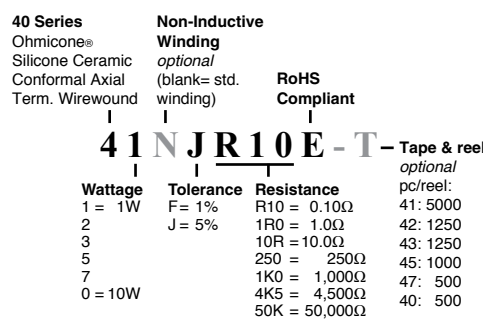 40 Series
Ohmicone®
Silicone Ceramic
Conformal Axial
Term. Wirewound
Non-Inductive
Winding
optional
(blank= std.
winding)
RoHS
Compliant
41NJR10E-T
Tape & reel
optional
pc/reel:
41: 5000
42: 1250
43: 1250
45: 1000
47: 500
40: 500
Wattage
1 = 1W
2
3
5
7
0 = 10W
Tolerance
F= 1%
J= 5%
Resistance
R10 = 0.10Ω
1R0 = 1.0Ω
10R =10.0Ω
250 = 250Ω
1K0 = 1,000Ω
4K5 = 4,500Ω
50K = 50,000Ω